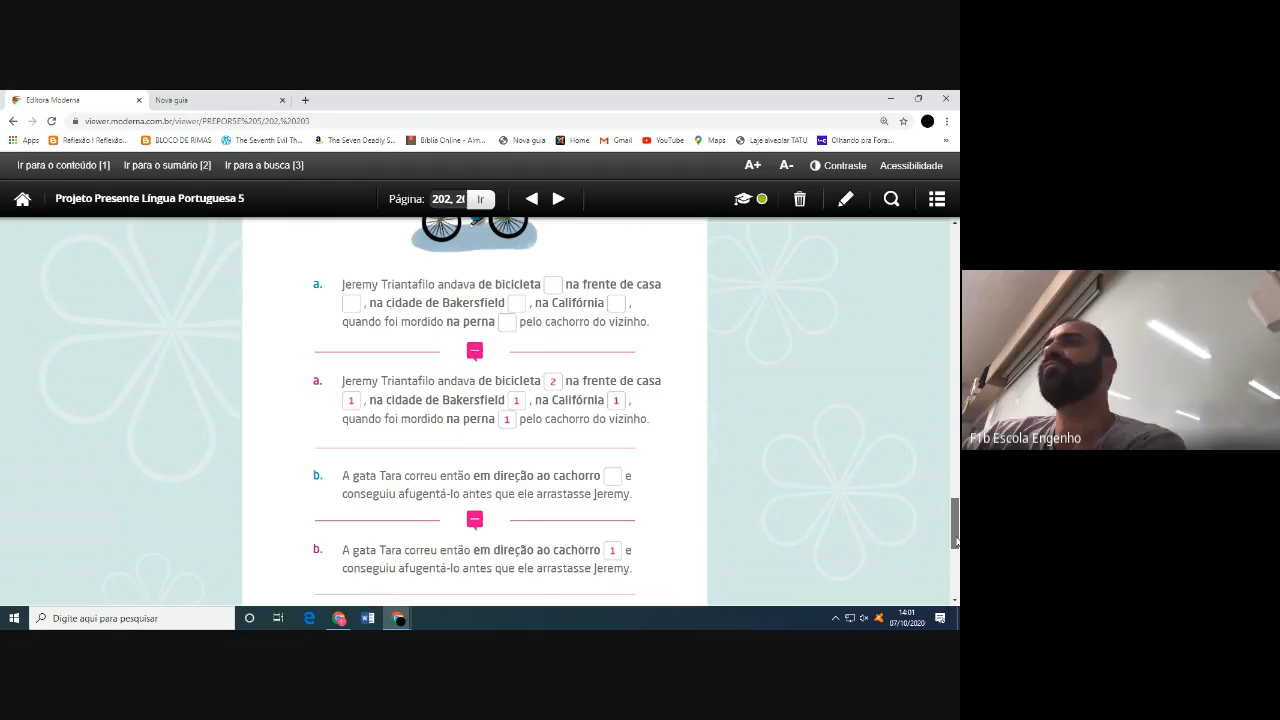 Editora Moderna
Nova guia
viewer.moderna.com.br/viewer/PREPORSE%205/202,%20203
Apps
Reflexão ! Reflexão...
BLOCO DE RIMAS
The Seventh Evil Th...
The Seven Deadly S...
Bíblia Online - Alm...
Nova guia
Home
Gmail
YouTube
Maps
Laje alveolar TATU
Olhando pra Forai...
»
Ir para o conteúdo [1]
Ir para o sumário [2]
Ir para a busca [3]
A+
A-
Contraste
Acessibilidade
Projeto Presente Língua Portuguesa 5
Página:
202, 20
Ir
a. Jeremy Triantafilo andava de bicicleta na frente de casa
, na cidade de Bakersfield , na Califórnia ,
quando foi mordido na perna pelo cachorro do vizinho.
a. Jeremy Triantafilo andava de bicicleta 2 na frente de casa
1 , na cidade de Bakersfield 1 , na Califórnia 1 ,
quando foi mordido na perna 1 pelo cachorro do vizinho.
b. A gata Tara correu então em direção ao cachorro e
conseguiu afugentá-lo antes que ele arrastasse Jeremy.
b. A gata Tara correu então em direção ao cachorro 1 e
conseguiu afugentá-lo antes que ele arrastasse Jeremy.
Digite aqui para pesquisar
14:01
07/10/2020
F1b Escola Engenho